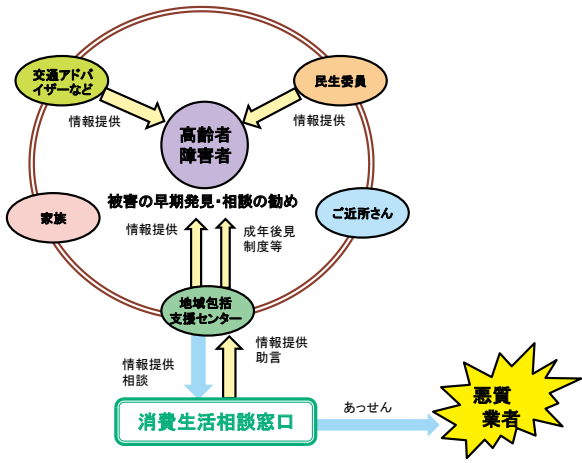 交通アドバ
イザーなど
民生委員
情報提供
情報提供
高齢者
障害者
被害の早期発見・相談の勧め
家族
ご近所さん
情報提供
成年後見
制度等
地域包括
支援センター
情報提供
相談
情報提供
助言
消費生活相談窓口
あっせん
悪質
業者